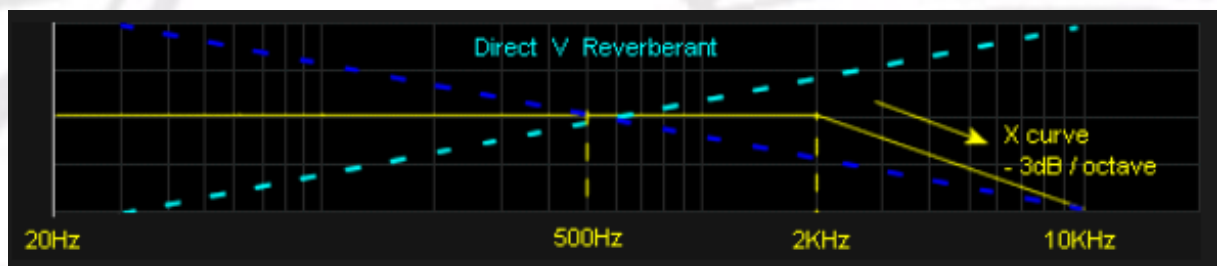 Direct V Reverberant
X curve
- 3dB / octave
20Hz 500Hz 2KHz 10KHz